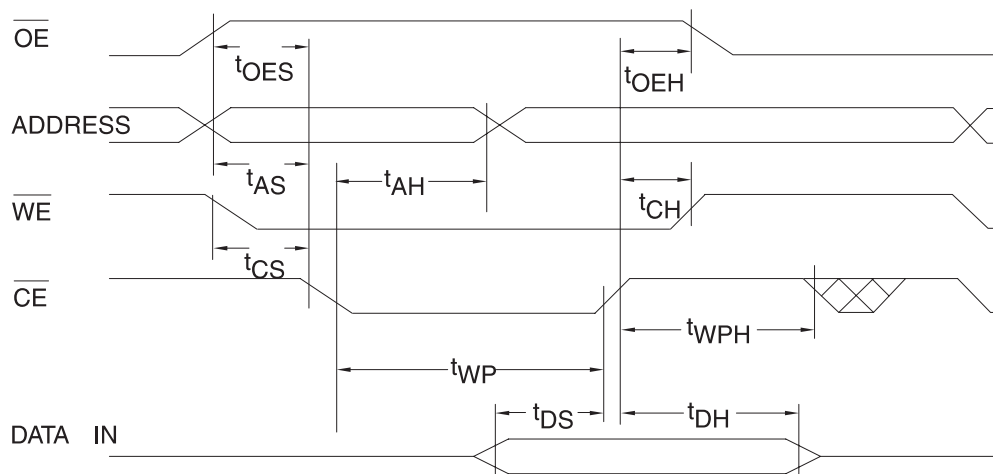 OE
tOES
tOEH
ADDRESS
tAS
tAH
WE
tCH
tCS
CE
tWPH
tWP
tDS
tDH
DATA IN